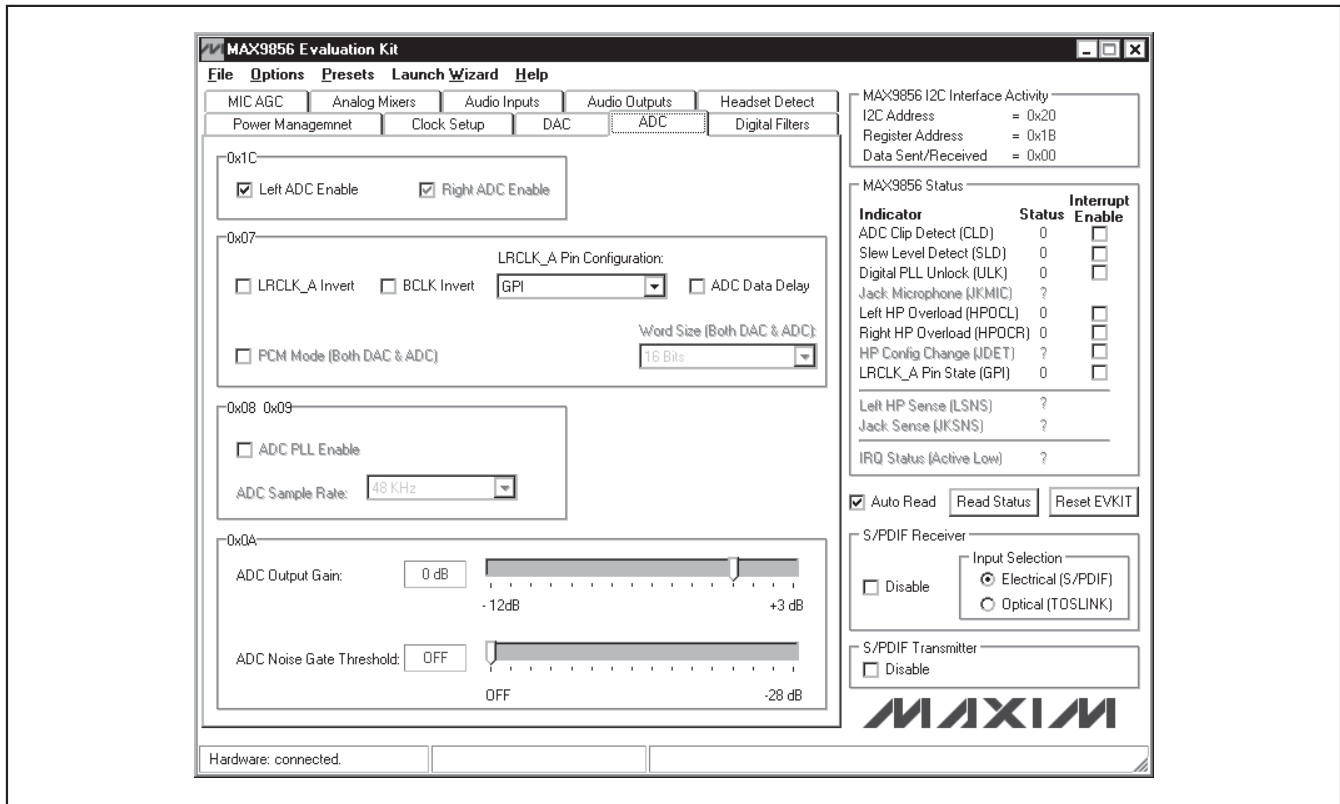 MAX9856 Evaluation Kit
File Options Presets Launch Wizard Help
MIC AGC Analog Mixers Audio Inputs Audio Outputs Headset Detect
Power Managemnet Clock Setup DAC ADC Digital Filters
0x1C
Left ADC Enable Right ADC Enable
0x07
LRCLK_A Pin Configuration:
LRCLK_A Invert BCLK Invert GPI ADC Data Delay
Word Size (Both DAC & ADC):
PCM Mode (Both DAC & ADC) 16 Bits
0x08 0x09
ADC PLL Enable
ADC Sample Rate: 48 KHz
0x0A
ADC Output Gain: 0 dB
- 12dB +3 dB
ADC Noise Gate Threshold: OFF
OFF -28 dB
MAX9856 I2C Interface Activity
I2C Address = 0x20
Register Address = 0x1B
Data Sent/Received = 0x00
MAX9856 Status
Interrupt
Indicator Status Enable
ADC Clip Detect (CLD) 0
Slew Level Detect (SLD) 0
Digital PLL Unlock (ULK) 0
Jack Microphone (JKMIC) ?
Left HP Overload (HPOCL) 0
Right HP Overload (HPOCR) 0
HP Config Change (JDET) ?
LRCLK_A Pin State (GPI) 0
Left HP Sense (LSNS) ?
Jack Sense (JKSNS) ?
IRQ Status (Active Low) ?
Auto Read Read Status Reset EVKIT
S/PDIF Receiver
Input Selection
Disable Electrical (S/PDIF)
Optical (TOSLINK)
S/PDIF Transmitter
Disable
MAXIM
Hardware: connected.